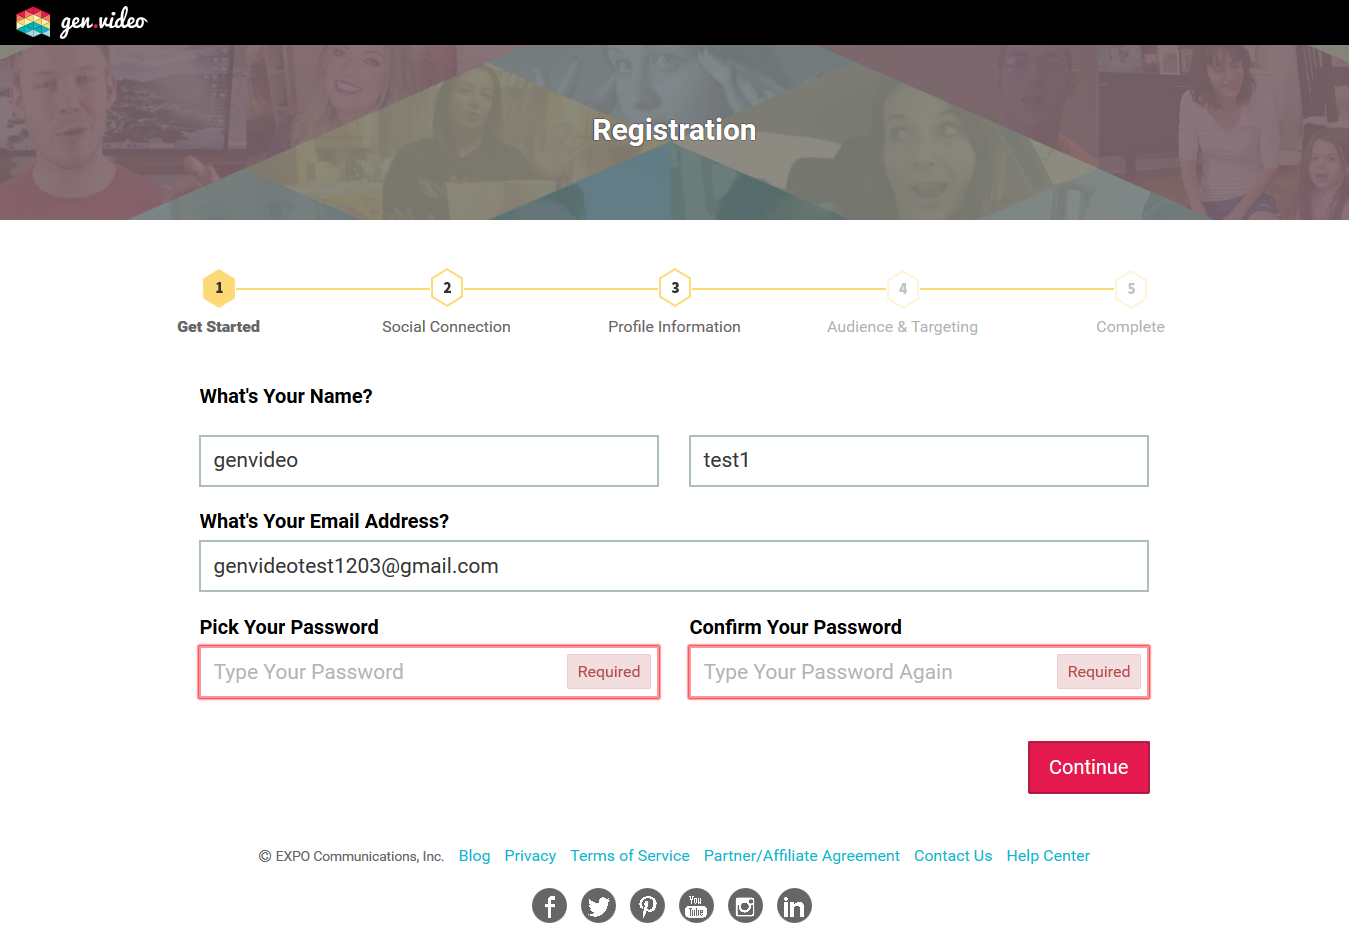 gen.video
Registration
1 2 3 4 5
Get Started Social Connection Profile Information Audience & Targeting Complete
What's Your Name?
genvideo test1
What's Your Email Address?
genvideotest1203@gmail.com
Pick Your Password Confirm Your Password
Type Your Password Required Type Your Password Again Required
Continue
© EXPO Communications, Inc. Blog Privacy Terms of Service Partner/Affiliate Agreement Contact Us Help Center
You Tube in